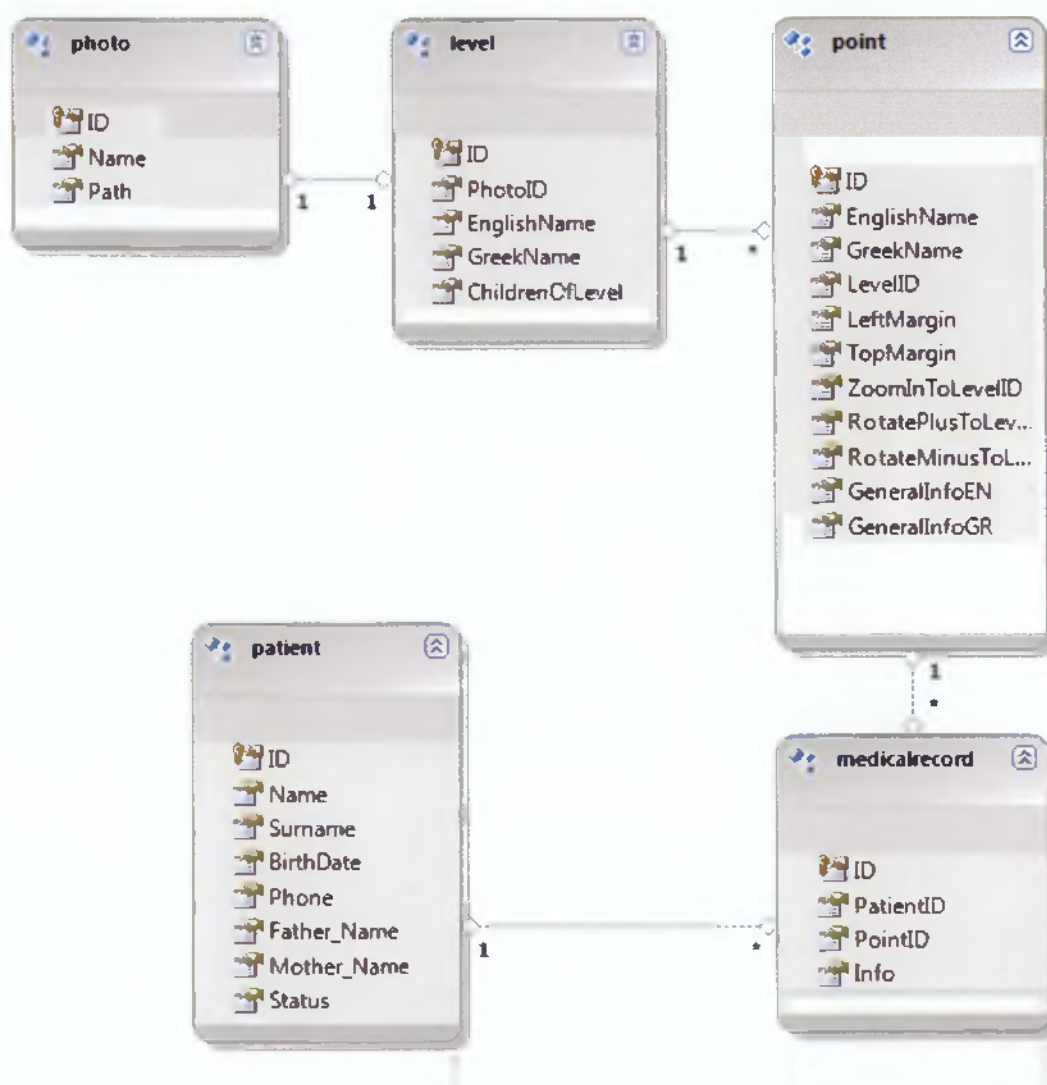 photo
ID
Name
Path
1
1
level
ID
PhotoID
EnglishName
GreekName
ChildrenOfLevel
1
*
point
ID
EnglishName
GreekName
LevelID
LeftMargin
TopMargin
ZoomInToLevelID
RotatePlusToLev...
RotateMinusToL...
GeneralInfoEN
GeneralInfoGR
1
*
patient
ID
Name
Surname
BirthDate
Phone
Father_Name
Mother_Name
Status
1
*
medicalrecord
ID
PatientID
PointID
Info